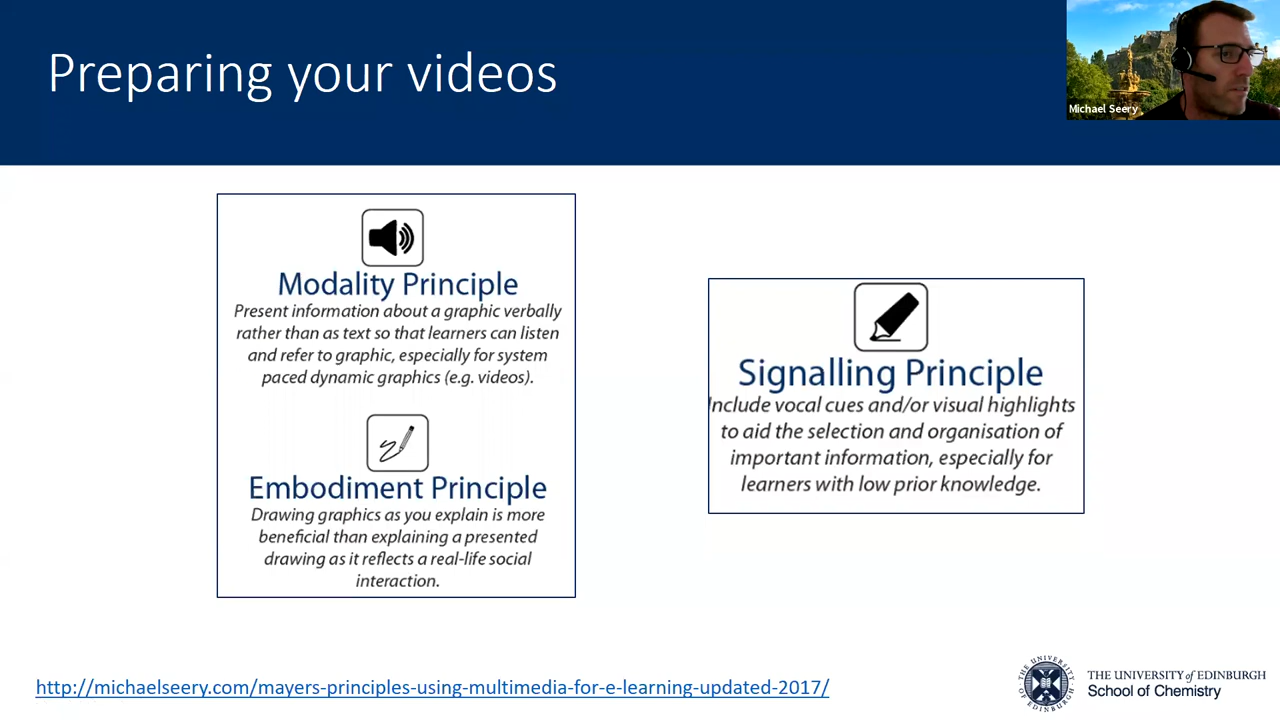 Preparing your videos
Michael Seery
Modality Principle
Present information about a graphic verbally
rather than as text so that learners can listen
and refer to graphic, especially for system
paced dynamic graphics (e.g. videos).
Embodiment Principle
Drawing graphics as you explain is more
beneficial than explaining a presented
drawing as it reflects a real-life social
interaction.
Signalling Principle
Include vocal cues and/or visual highlights
to aid the selection and organisation of
important information, especially for
learners with low prior knowledge.
http://michaelseery.com/mayers-principles-using-multimedia-for-e-learning-updated-2017/
THE UNIVERSITY of EDINBURGH
THE UNIVERSITY of EDINBURGH
School of Chemistry